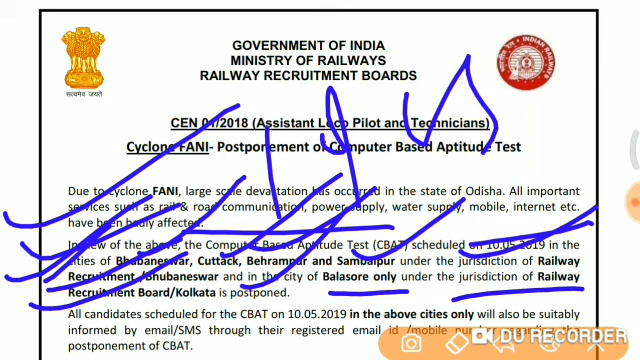 GOVERNMENT OF INDIA
MINISTRY OF RAILWAYS
RAILWAY RECRUITMENT BOARDS
सत्यमेव जयते
INDIAN RAILWAYS
CEN 01/2018 (Assistant Loco Pilot and Technicians)
Cyclone FANI- Postponement of Computer Based Aptitude Test
Due to cyclone FANI, large scale devastation has occurred in the state of Odisha. All important
services such as rail & road communication, power supply, water supply, mobile, internet etc.
have been badly affected.
In view of the above, the Computer Based Aptitude Test (CBAT) scheduled on 10.05.2019 in the
cities of Bhubaneswar, Cuttack, Behrampur and Sambalpur under the jurisdiction of Railway
Recruitment /Bhubaneswar and in the city of Balasore only under the jurisdiction of Railway
Recruitment Board/Kolkata is postponed.
All candidates scheduled for the CBAT on 10.05.2019 in the above cities only will also be suitably
informed by email/SMS through their registered email id /mobile number regarding the
postponement of CBAT.
DU RECORDER